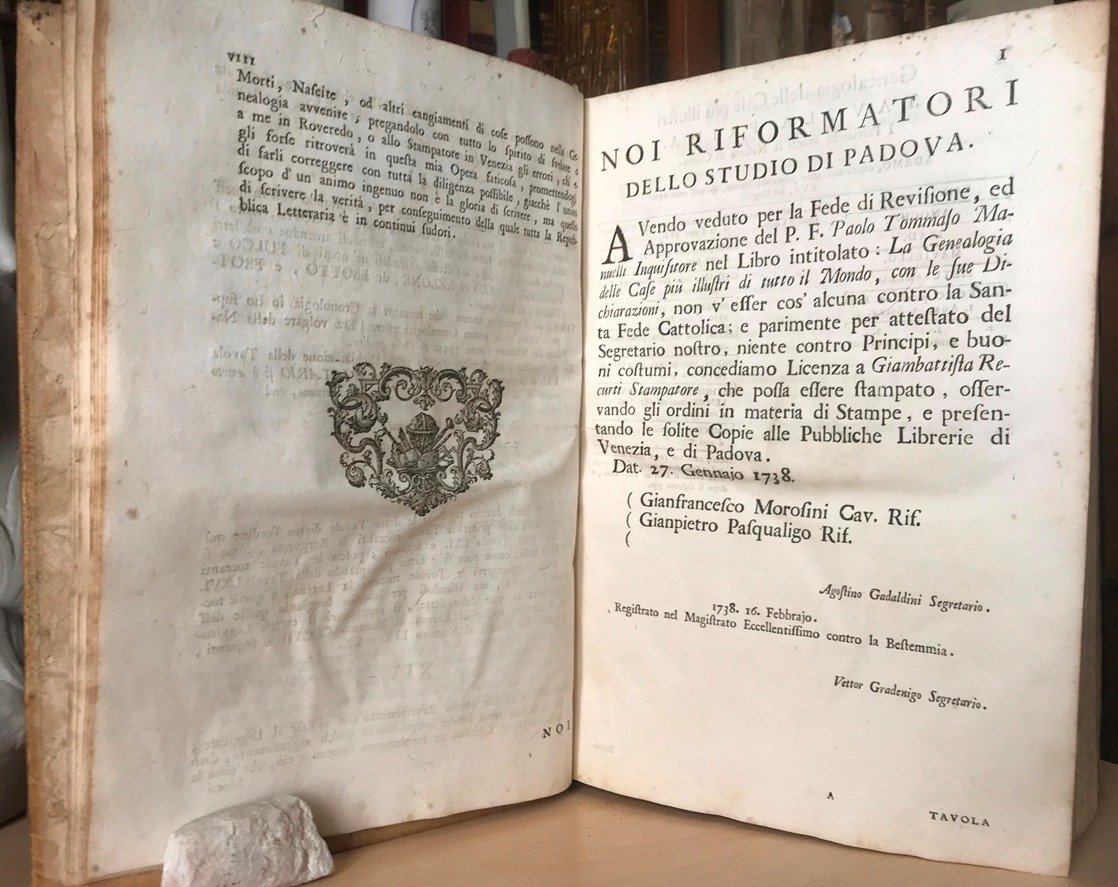 VIII
Morti, Naſcite, od altri cangiamenti di coſe poſſono nella Ge-
nealogia avvenire, pregandolo con tutto lo ſpirito di ſpedire o
a me in Roveredo, o allo Stampatore in Venezia gli errori, ch' e
gli forſe ritroverà in queſta mia Opera faticoſa, promettendogli
di farli correggere con tutta la diligenza poſſibile, giacchè l' unico
ſcopo d' un animo ingenuo non è la gloria di ſcrivere, ma quello
di ſcrivere la verità, per conſeguimento della quale tutta la Repub-
blica Letteraria è in continui ſudori.
NOI
I
NOI RIFORMATORI
DELLO STUDIO DI PADOVA.
AVendo veduto per la Fede di Reviſione, ed
Approvazione del P. F. Paolo Tommaſo Ma-
nuelli Inquiſitore nel Libro intitolato: La Genealogia
delle Caſe più illuſtri di tutto il Mondo, con le ſue Di-
chiarazioni, non v' eſſer cos' alcuna contro la San-
ta Fede Cattolica; e parimente per atteſtato del
Segretario noſtro, niente contro Principi, e buo-
ni coſtumi, concediamo Licenza a Giambattiſta Re-
curti Stampatore, che poſſa eſſere ſtampato, oſſer-
vando gli ordini in materia di Stampe, e preſen-
tando le ſolite Copie alle Pubbliche Librerie di
Venezia, e di Padova.
Dat. 27. Gennajo 1738.
( Gianfranceſco Moroſini Cav. Rif.
( Gianpietro Paſqualigo Rif.
(
Agoſtino Gadaldini Segretario.
1738. 16. Febbrajo.
Regiſtrato nel Magiſtrato Eccellentiſſimo contro la Beſtemmia.
Vettor Gradenigo Segretario.
A
TAVOLA